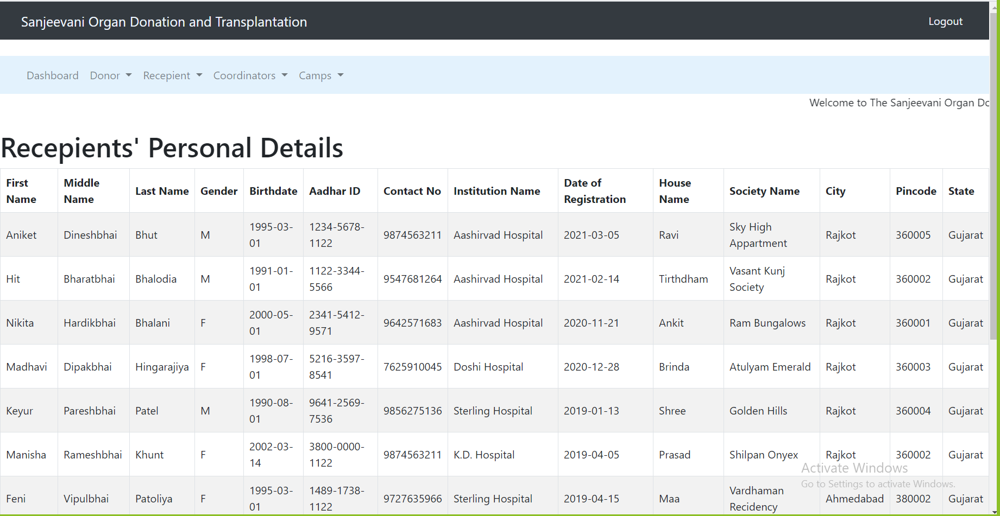 Sanjeevani Organ Donation and Transplantation Logout
Dashboard Donor Recepient Coordinators Camps
Welcome to The Sanjeevani Organ Do
Recepients' Personal Details
First Name Middle Name Last Name Gender Birthdate Aadhar ID Contact No Institution Name Date of Registration House Name Society Name City Pincode State
Aniket Dineshbhai Bhut M 1995-03-01 1234-5678-1122 9874563211 Aashirvad Hospital 2021-03-05 Ravi Sky High Appartment Rajkot 360005 Gujarat
Hit Bharatbhai Bhalodia M 1991-01-01 1122-3344-5566 9547681264 Aashirvad Hospital 2021-02-14 Tirthdham Vasant Kunj Society Rajkot 360002 Gujarat
Nikita Hardikbhai Bhalani F 2000-05-01 2341-5412-9571 9642571683 Aashirvad Hospital 2020-11-21 Ankit Ram Bungalows Rajkot 360001 Gujarat
Madhavi Dipakbhai Hingarajiya F 1998-07-01 5216-3597-8541 7625910045 Doshi Hospital 2020-12-28 Brinda Atulyam Emerald Rajkot 360003 Gujarat
Keyur Pareshbhai Patel M 1990-08-01 9641-2569-7536 9856275136 Sterling Hospital 2019-01-13 Shree Golden Hills Rajkot 360004 Gujarat
Manisha Rameshbhai Khunt F 2002-03-14 3800-0000-1122 9874563211 K.D. Hospital 2019-04-05 Prasad Shilpan Onyex Rajkot 360002 Gujarat
Feni Vipulbhai Patoliya F 1995-03-01 1489-1738-1122 9727635966 Sterling Hospital 2019-04-15 Maa Vardhaman Recidency Ahmedabad 380002 Gujarat
Activate Windows
Go to Settings to activate Windows.